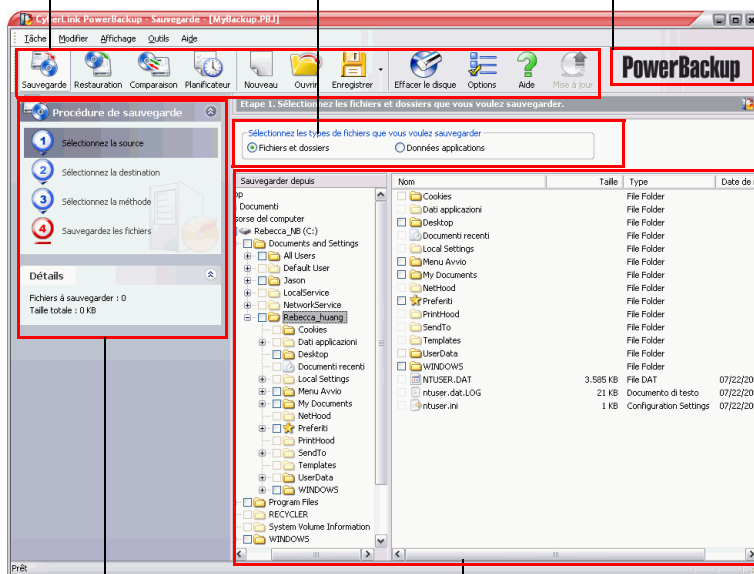 CyberLink PowerBackup - Sauvegarde - [MyBackup.PBJ]
Tâche Modifier Affichage Outils Aide
Sauvegarde Restauration Comparaison Planificateur Nouveau Ouvrir Enregistrer Effacer le disque Options Aide Mise à jour
PowerBackup
Procédure de sauvegarde
1 Sélectionnez la source
2 Sélectionnez la destination
3 Sélectionnez la méthode
4 Sauvegardez les fichiers
Détails
Fichiers à sauvegarder : 0
Taille totale : 0 KB
Etape 1. Sélectionnez les fichiers et dossiers que vous voulez sauvegarder.
Sélectionnez les types de fichiers que vous voulez sauvegarder
Fichiers et dossiers Données applications
Sauvegarder depuis
op
Documenti
sorse del computer
Rebecca_NB (C:)
Documents and Settings
All Users
Default User
Jason
LocalService
NetworkService
Rebecca_huang
Cookies
Dati applicazioni
Desktop
Documenti recenti
Local Settings
Menu Avvio
My Documents
NetHood
Preferiti
PrintHood
SendTo
Templates
UserData
WINDOWS
Program Files
RECYCLER
System Volume Information
WINDOWS
Nom Taille Type Date de
Cookies File Folder
Dati applicazioni File Folder
Desktop File Folder
Documenti recenti File Folder
Local Settings File Folder
Menu Avvio File Folder
My Documents File Folder
NetHood File Folder
Preferiti File Folder
PrintHood File Folder
SendTo File Folder
Templates File Folder
UserData File Folder
WINDOWS File Folder
NTUSER.DAT 3.585 KB File DAT 07/22/20
ntuser.dat.LOG 21 KB Documento di testo 07/22/20
ntuser.ini 1 KB Configuration Settings 07/22/20
Prêt